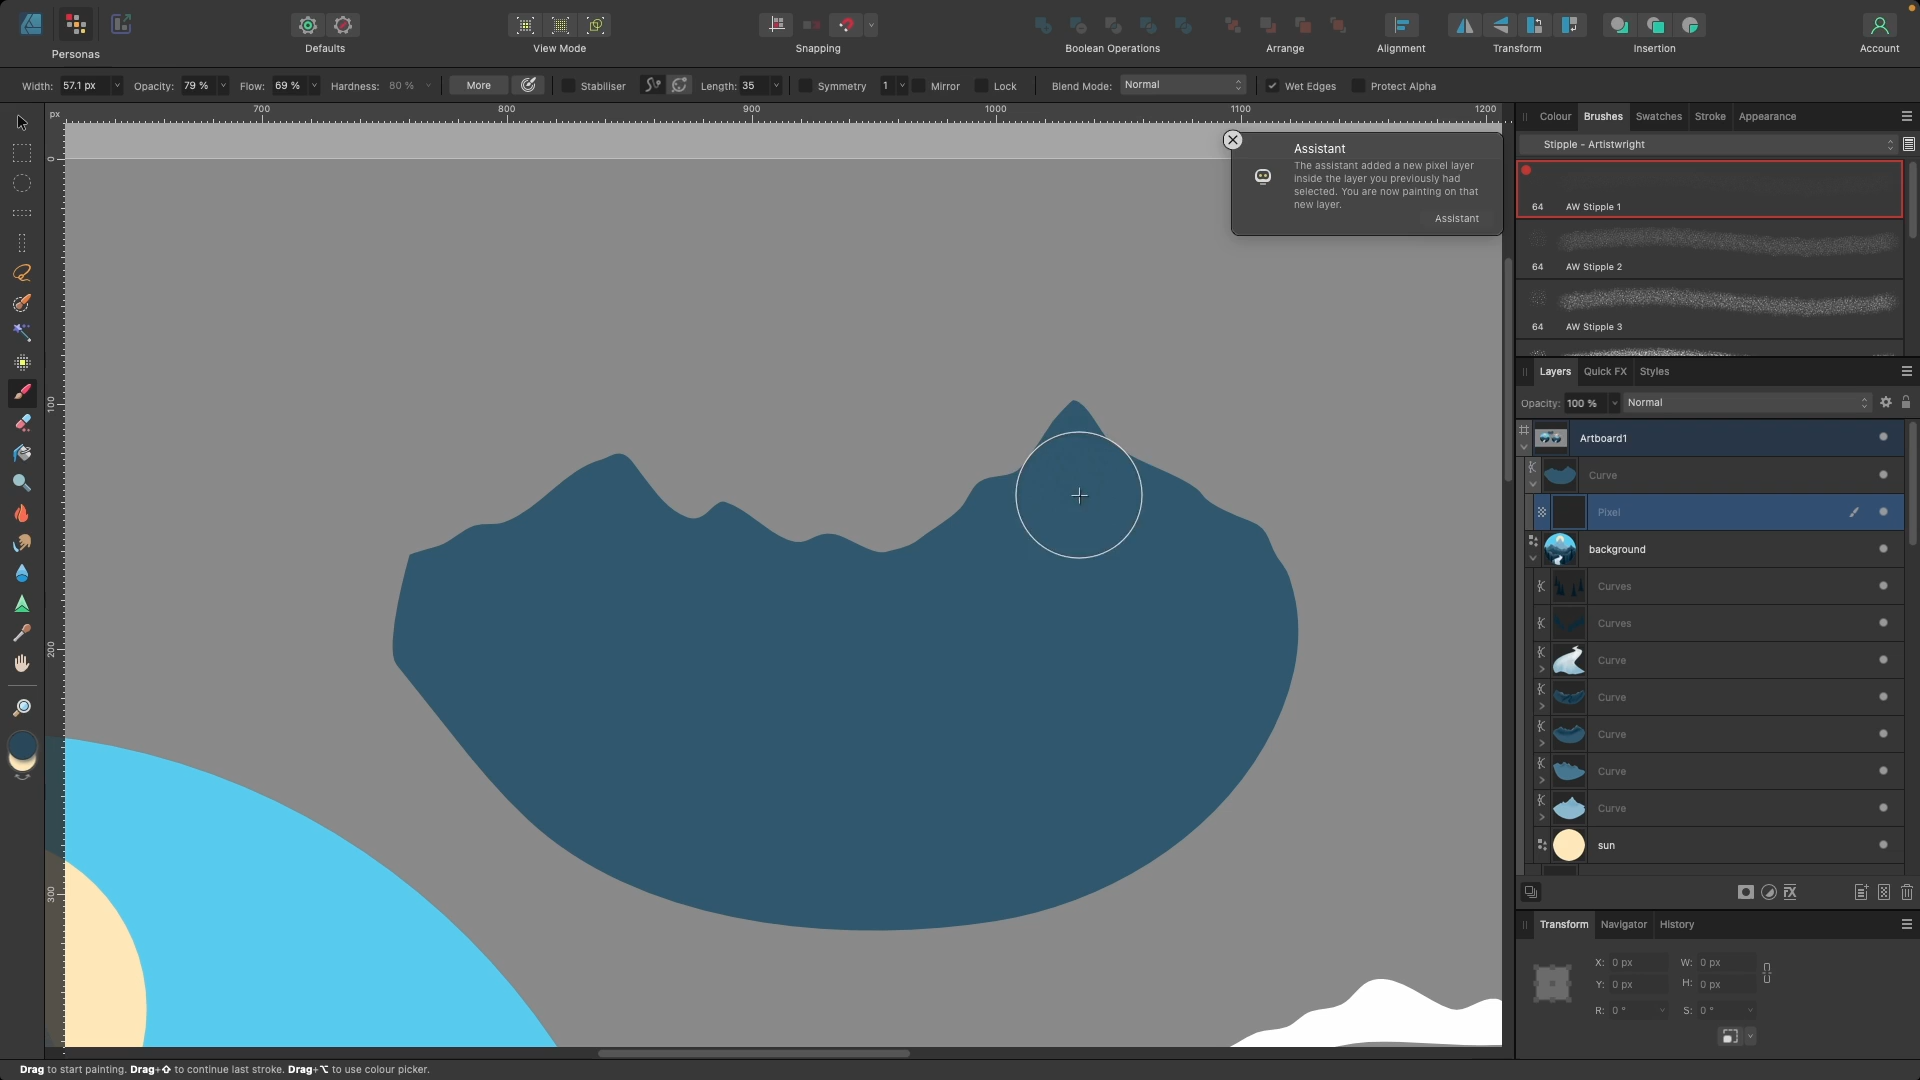 Personas
Defaults
View Mode
Snapping
Boolean Operations
Arrange
Alignment
Transform
Insertion
Account
Width: 57.1 px Opacity: 79 % Flow: 69 % Hardness: 80 % More Stabiliser Length: 35 Symmetry 1 Mirror Lock Blend Mode: Normal Wet Edges Protect Alpha
px 700 800 900 1000 1100 1200
0
100
200
300
Assistant
The assistant added a new pixel layer
inside the layer you previously had
selected. You are now painting on that
new layer.
Assistant
Colour Brushes Swatches Stroke Appearance
Stipple - Artistwright
64 AW Stipple 1
64 AW Stipple 2
64 AW Stipple 3
Layers Quick FX Styles
Opacity: 100 % Normal
Artboard1
Curve
Pixel
background
Curves
Curves
Curve
Curve
Curve
Curve
Curve
sun
Transform Navigator History
X: 0 px W: 0 px
Y: 0 px H: 0 px
R: 0 ° S: 0 °
Drag to start painting. Drag+⇧ to continue last stroke. Drag+⌥ to use colour picker.